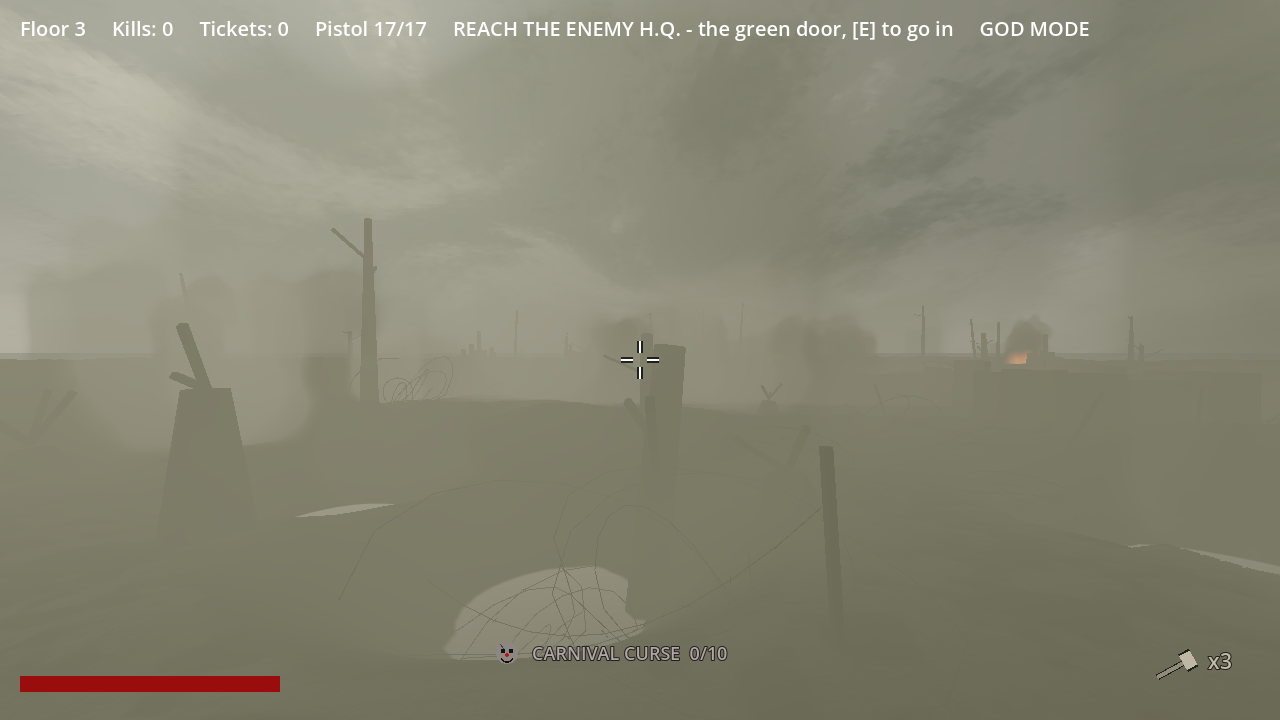 Floor 3 Kills: 0 Tickets: 0 Pistol 17/17 REACH THE ENEMY H.Q. - the green door, [E] to go in GOD MODE
CARNIVAL CURSE 0/10
x3